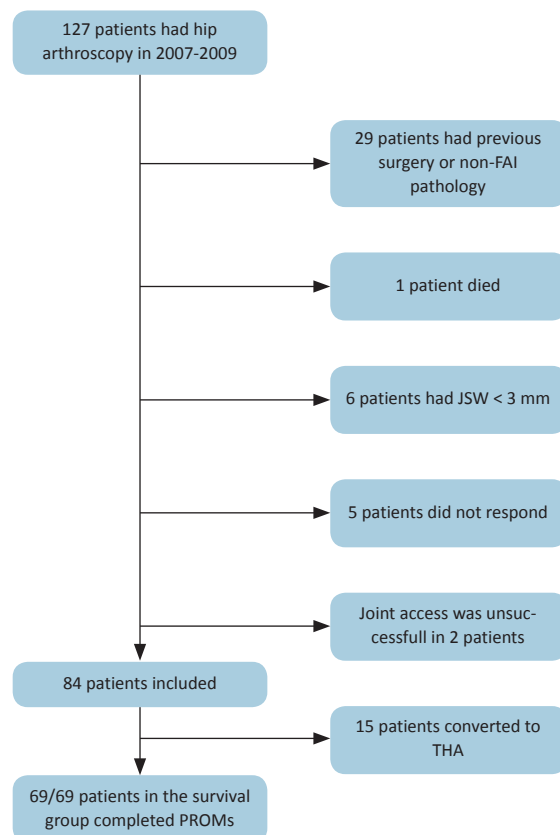 127 patients had hip
arthroscopy in 2007-2009
29 patients had previous
surgery or non-FAI
pathology
1 patient died
6 patients had JSW < 3 mm
5 patients did not respond
Joint access was unsuc-
cessfull in 2 patients
84 patients included
15 patients converted to
THA
69/69 patients in the survival
group completed PROMs